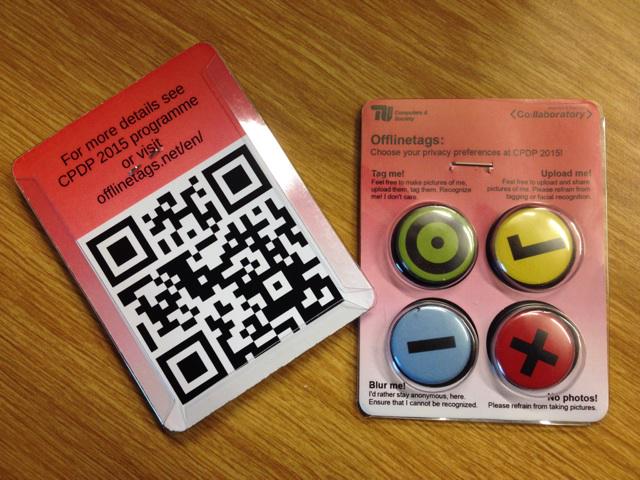 For more details see
CPDP 2015 programme
or visit
offlinetags.net/en/
TU Computers &
Society
<Co:llaboratory>
Offlinetags:
Choose your privacy preferences at CPDP 2015!
Tag me!
Feel free to make pictures of me,
upload them, tag them. Recognize
me! I don't care.
Upload me!
Feel free to upload and share
pictures of me. Please refrain from
tagging or facial recognition.
Blur me!
I'd rather stay anonymous, here.
Ensure that I cannot be recognized.
No photos!
Please refrain from taking pictures.